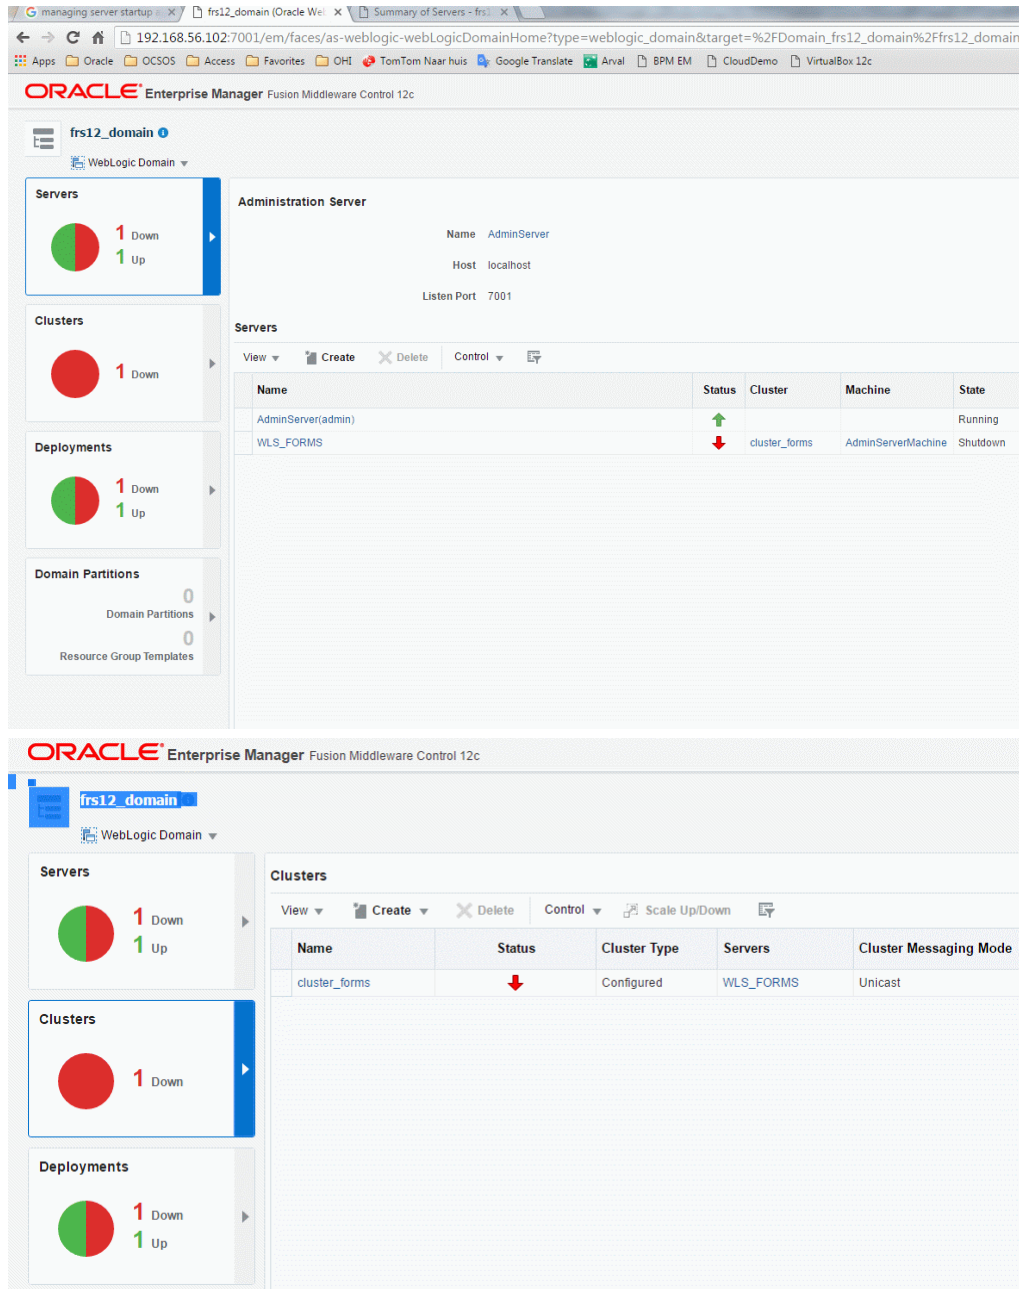 managing server startup a
frs12_domain (Oracle Wel
Summary of Servers - frs1
192.168.56.102:7001/em/faces/as-weblogic-webLogicDomainHome?type=weblogic_domain&target=%2FDomain_frs12_domain%2Ffrs12_domain
Apps Oracle OCSOS Access Favorites OHI TomTom Naar huis Google Translate Arval BPM EM CloudDemo VirtualBox 12c
ORACLE Enterprise Manager Fusion Middleware Control 12c
frs12_domain
WebLogic Domain
Servers
1 Down
1 Up
Clusters
1 Down
Deployments
1 Down
1 Up
Domain Partitions
0
Domain Partitions
0
Resource Group Templates
Administration Server
Name AdminServer
Host localhost
Listen Port 7001
Servers
View Create Delete Control
Name Status Cluster Machine State
AdminServer(admin) Running
WLS_FORMS cluster_forms AdminServerMachine Shutdown
ORACLE Enterprise Manager Fusion Middleware Control 12c
frs12_domain
WebLogic Domain
Servers
1 Down
1 Up
Clusters
1 Down
Deployments
1 Down
1 Up
Clusters
View Create Delete Control Scale Up/Down
Name Status Cluster Type Servers Cluster Messaging Mode
cluster_forms Configured WLS_FORMS Unicast